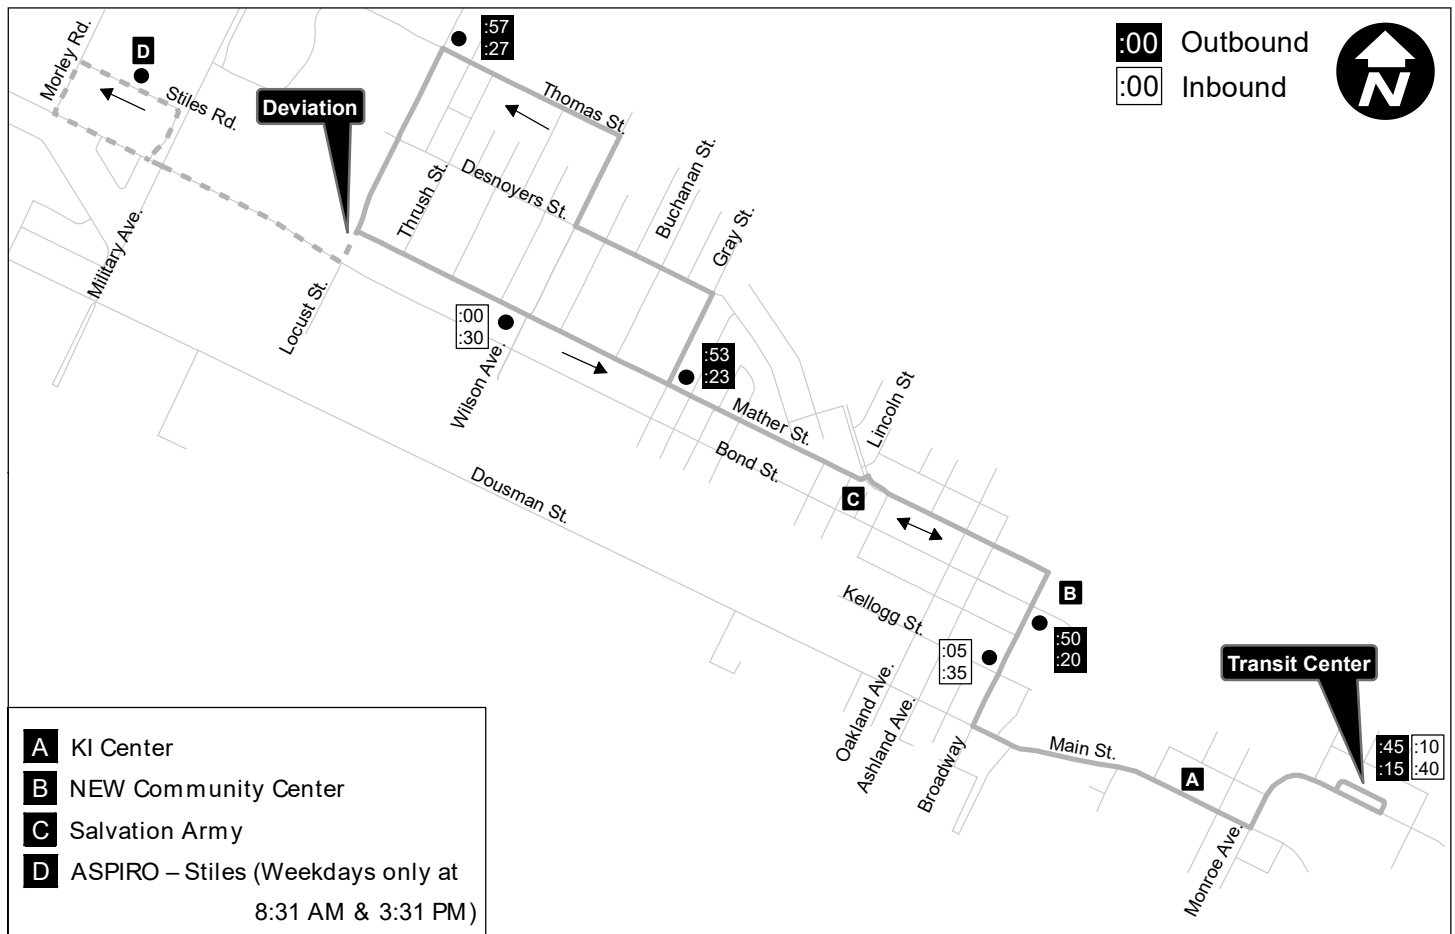 :57
:27
:00 Outbound
:00 Inbound
N
Morley Rd.
D
Stiles Rd.
Deviation
Thomas St.
Buchanan St.
Desnoyers St.
Thrush St.
Gray St.
Military Ave.
Locust St.
:00
:30
Wilson Ave.
:53
:23
Mather St.
Lincoln St
Bond St.
Dousman St.
C
B
Kellogg St.
:50
:20
:05
:35
Transit Center
Oakland Ave.
Ashland Ave.
Broadway
Main St.
:45 :10
:15 :40
A
Monroe Ave.
A KI Center
B NEW Community Center
C Salvation Army
D ASPIRO – Stiles (Weekdays only at
8:31 AM & 3:31 PM)